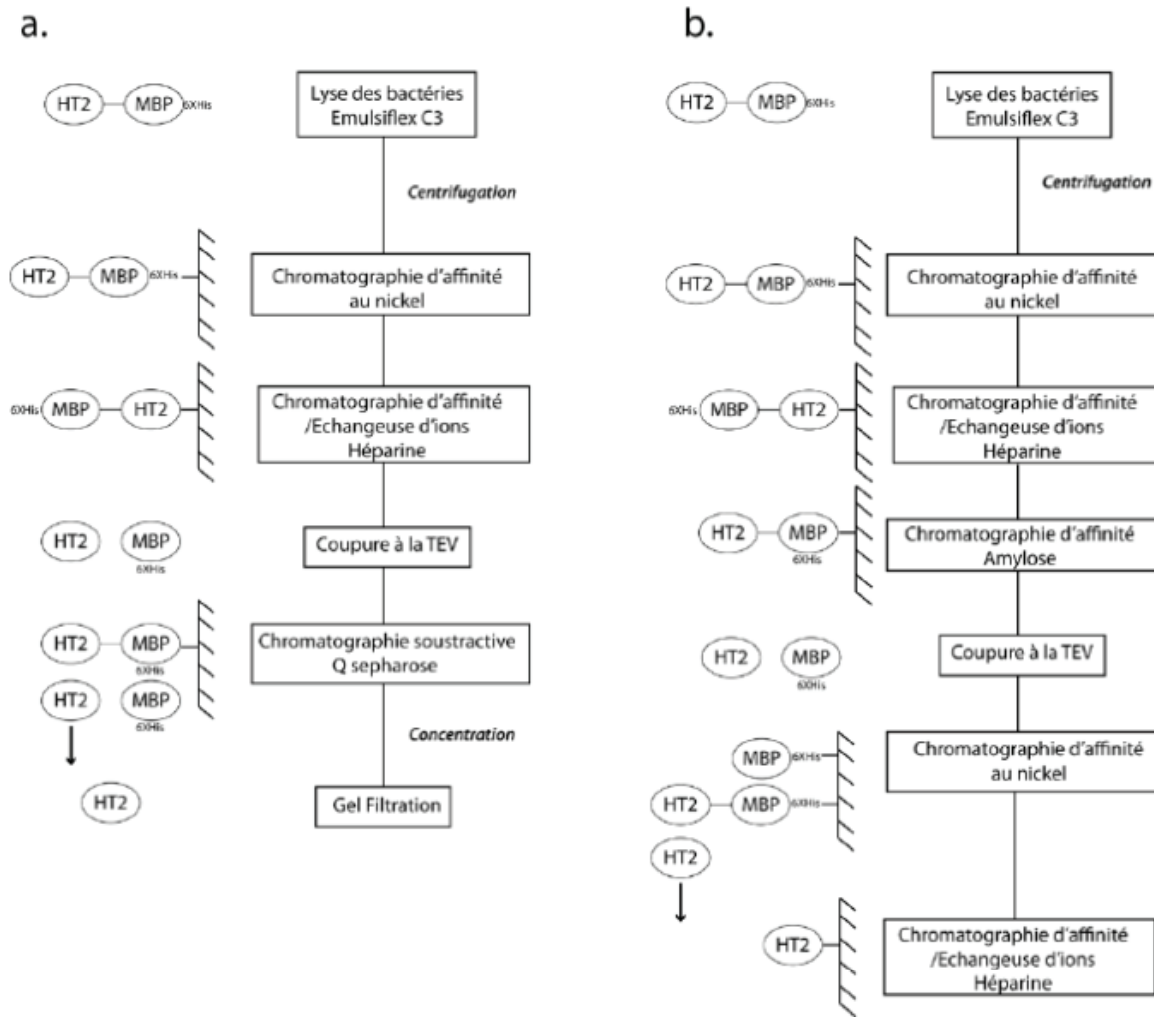 a.
HT2 MBP 6XHis
Lyse des bactéries
Emulsiflex C3
Centrifugation
HT2 MBP 6XHis
Chromatographie d'affinité
au nickel
6XHis MBP HT2
Chromatographie d'affinité
/Echangeuse d'ions
Héparine
HT2 MBP
6XHis
Coupure à la TEV
HT2 MBP
6XHis
Chromatographie soustractive
Q sepharose
HT2 MBP
6XHis
Concentration
HT2
Gel Filtration
b.
HT2 MBP 6XHis
Lyse des bactéries
Emulsiflex C3
Centrifugation
HT2 MBP 6XHis
Chromatographie d'affinité
au nickel
6XHis MBP HT2
Chromatographie d'affinité
/Echangeuse d'ions
Héparine
HT2 MBP
6XHis
Chromatographie d'affinité
Amylose
HT2 MBP
6XHis
Coupure à la TEV
MBP 6XHis
Chromatographie d'affinité
au nickel
HT2 MBP 6XHis
HT2
HT2
Chromatographie d'affinité
/Echangeuse d'ions
Héparine